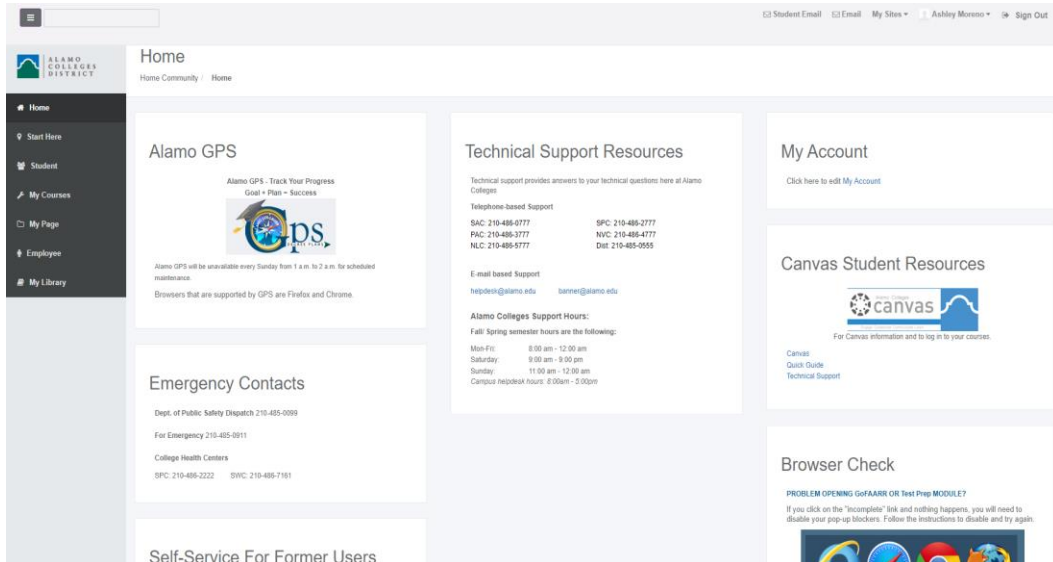 Student Email Email My Sites Ashley Moreno Sign Out
ALAMO
COLLEGES
DISTRICT
Home
Home Community / Home
Home
Start Here
Student
My Courses
My Page
Employee
My Library
Alamo GPS
Alamo GPS - Track Your Progress
Goal + Plan = Success
Gps
Alamo GPS will be unavailable every Sunday from 1 a.m. to 2 a.m. for scheduled
maintenance.
Browsers that are supported by GPS are Firefox and Chrome.
Emergency Contacts
Dept. of Public Safety Dispatch 210-485-0099
For Emergency 210-485-0911
College Health Centers
SPC: 210-486-2222 SWC: 210-486-7161
Self-Service For Former Users
Technical Support Resources
Technical support provides answers to your technical questions here at Alamo
Colleges
Telephone-based Support
SAC: 210-486-0777 SPC: 210-486-2777
PAC: 210-486-3777 NVC: 210-486-4777
NLC: 210-486-5777 Dist: 210-485-0555
E-mail based Support
helpdesk@alamo.edu banner@alamo.edu
Alamo Colleges Support Hours:
Fall/ Spring semester hours are the following:
Mon-Fri: 8:00 am - 12:00 am
Saturday: 9:00 am - 9:00 pm
Sunday: 11:00 am - 12:00 am
Campus helpdesk hours: 8:00am - 5:00pm
My Account
Click here to edit My Account
Canvas Student Resources
Alamo Colleges
canvas
For Canvas information and to log in to your courses.
Canvas
Quick Guide
Technical Support
Browser Check
PROBLEM OPENING GoFAARR OR Test Prep MODULE?
If you click on the "incomplete" link and nothing happens, you will need to
disable your pop-up blockers. Follow the instructions to disable and try again: